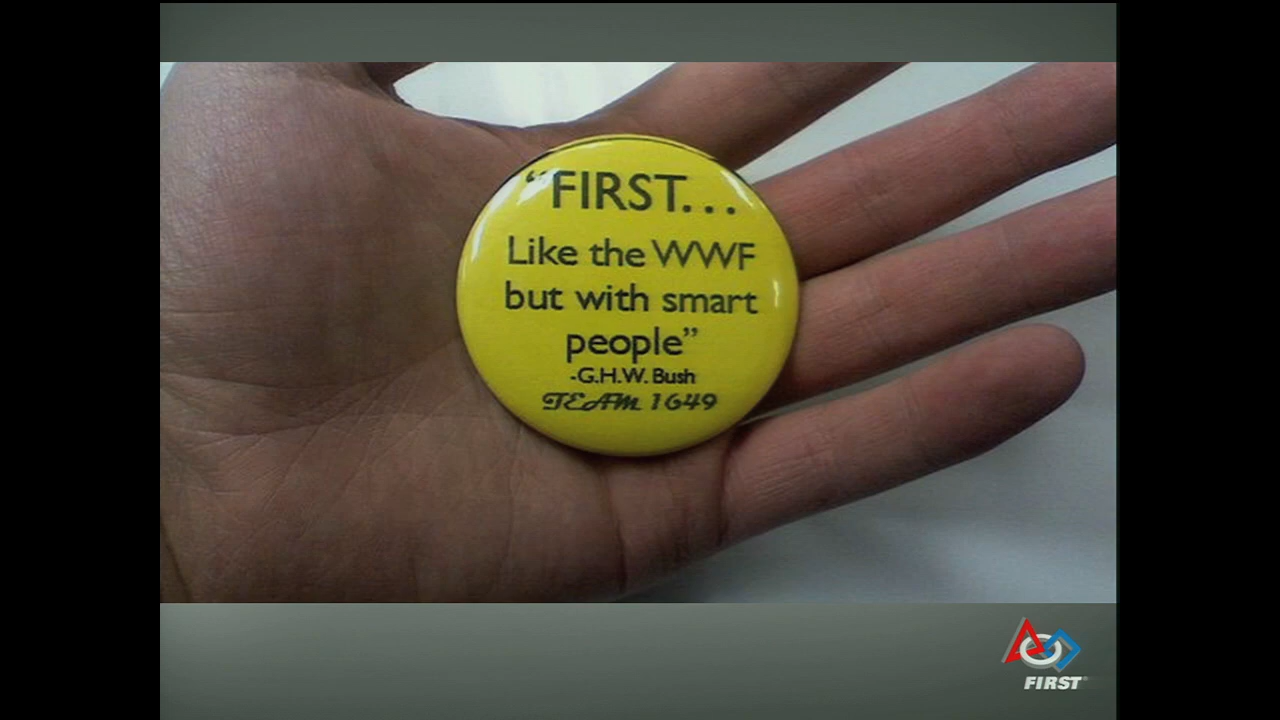 “FIRST...
Like the WWF
but with smart
people”
-G.H.W. Bush
TEAM 1649
FIRST